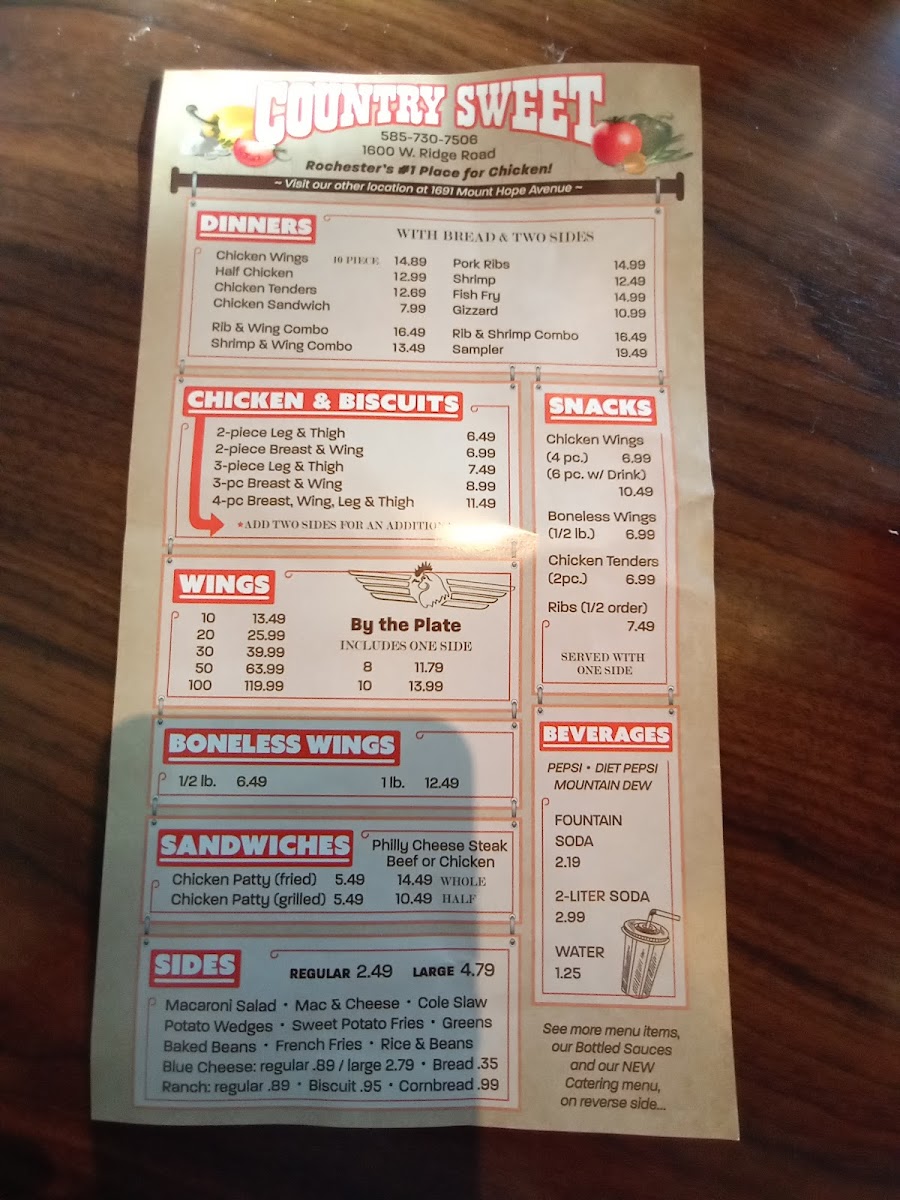 COUNTRY SWEET
585-730-7506
1600 W. Ridge Road
Rochester's #1 Place for Chicken!
~ Visit our other location at 1691 Mount Hope Avenue ~
DINNERS
WITH BREAD & TWO SIDES
Chicken Wings 10 PIECE 14.89
Half Chicken 12.99
Chicken Tenders 12.69
Chicken Sandwich 7.99
Rib & Wing Combo 16.49
Shrimp & Wing Combo 13.49
Pork Ribs 14.99
Shrimp 12.49
Fish Fry 14.99
Gizzard 10.99
Rib & Shrimp Combo 16.49
Sampler 19.49
CHICKEN & BISCUITS
2-piece Leg & Thigh 6.49
2-piece Breast & Wing 6.99
3-piece Leg & Thigh 7.49
3-pc Breast & Wing 8.99
4-pc Breast, Wing, Leg & Thigh 11.49
*ADD TWO SIDES FOR AN
SNACKS
Chicken Wings
(4 pc.) 6.99
(6 pc. w/ Drink)
10.49
Boneless Wings
(1/2 lb.) 6.99
Chicken Tenders
(2pc.) 6.99
Ribs (1/2 order)
7.49
SERVED WITH
ONE SIDE
WINGS
10 13.49
20 25.99
30 39.99
50 63.99
100 119.99
By the Plate
INCLUDES ONE SIDE
8 11.79
10 13.99
BONELESS WINGS
1/2 lb. 6.49 1 lb. 12.49
SANDWICHES
Chicken Patty (fried) 5.49
Chicken Patty (grilled) 5.49
Philly Cheese Steak
Beef or Chicken
14.49 WHOLE
10.49 HALF
BEVERAGES
PEPSI • DIET PEPSI
MOUNTAIN DEW
FOUNTAIN
SODA
2.19
2-LITER SODA
2.99
WATER
1.25
SIDES
REGULAR 2.49 LARGE 4.79
Macaroni Salad • Mac & Cheese • Cole Slaw
Potato Wedges • Sweet Potato Fries • Greens
Baked Beans • French Fries • Rice & Beans
Blue Cheese: regular .89 / large 2.79 • Bread .35
Ranch: regular .89 • Biscuit .95 • Cornbread .99
See more menu items,
our Bottled Sauces
and our NEW
Catering menu,
on reverse side...